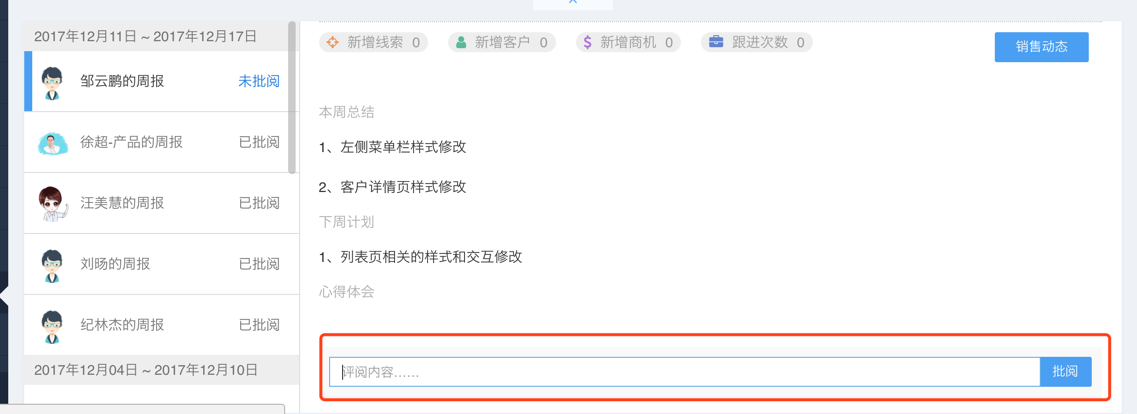 2017年12月11日 ~ 2017年12月17日
邹云鹏的周报 未批阅
徐超-产品的周报 已批阅
汪美慧的周报 已批阅
刘旸的周报 已批阅
纪林杰的周报 已批阅
2017年12月04日 ~ 2017年12月10日
新增线索 0 新增客户 0 新增商机 0 跟进次数 0
销售动态
本周总结
1、左侧菜单栏样式修改
2、客户详情页样式修改
下周计划
1、列表页相关的样式和交互修改
心得体会
评阅内容…… 批阅